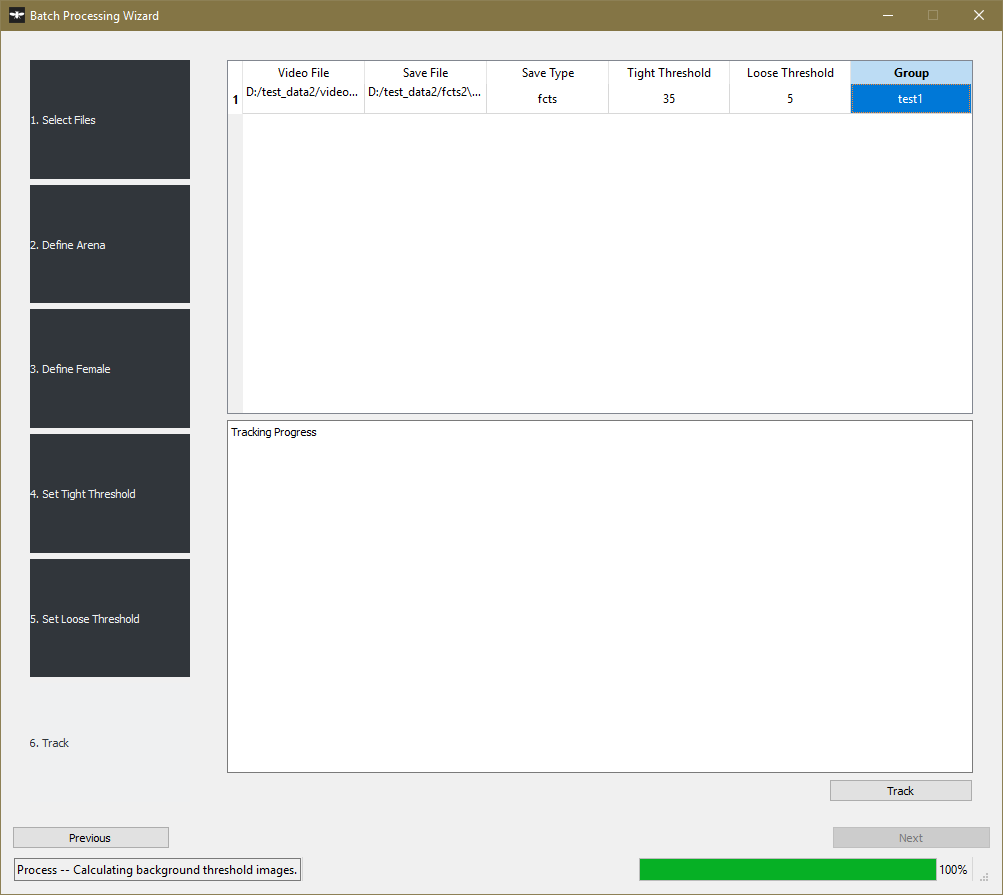 Batch Processing Wizard
1. Select Files
2. Define Arena
3. Define Female
4. Set Tight Threshold
5. Set Loose Threshold
6. Track
Video File Save File Save Type Tight Threshold Loose Threshold Group
1 D:/test_data2/video... D:/test_data2/fcts2\... fcts 35 5 test1
Tracking Progress
Track
Previous
Next
Process -- Calculating background threshold images.
100%